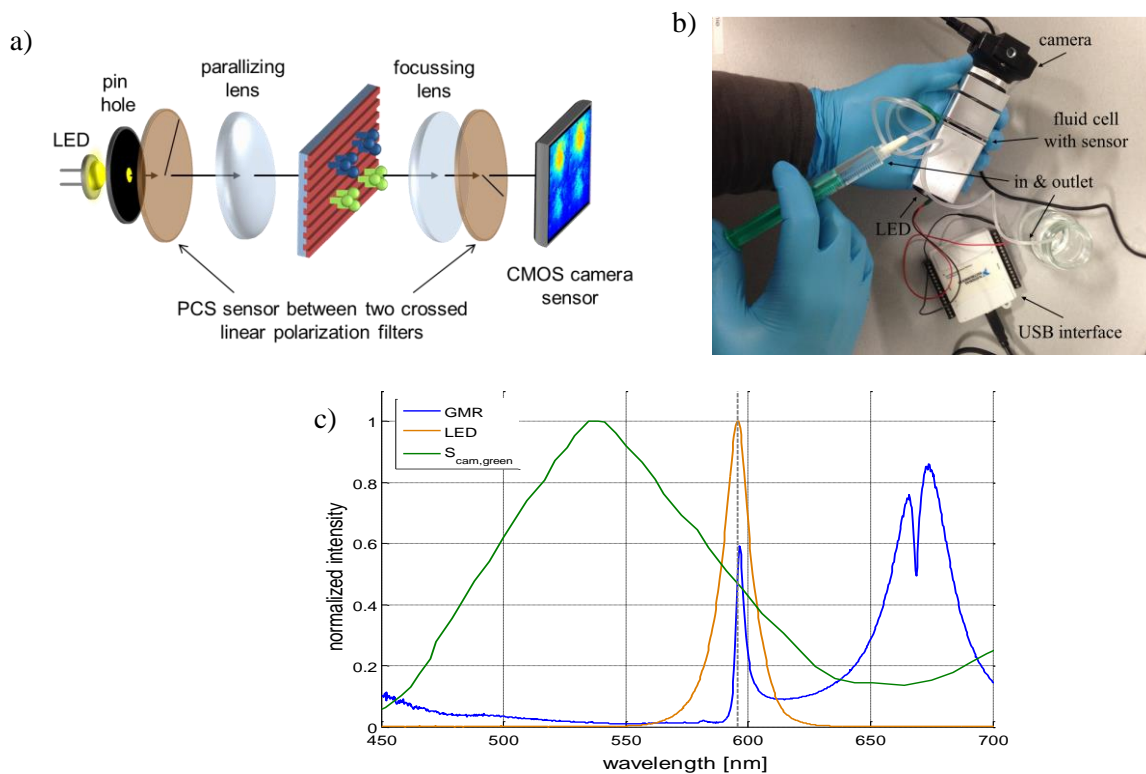 a)
pin
hole
LED
parallizing
lens
focussing
lens
CMOS camera
sensor
PCS sensor between two crossed
linear polarization filters
b)
camera
fluid cell
with sensor
in & outlet
LED
USB interface
c)
GMR
LED
S cam,green
normalized intensity
1
0.8
0.6
0.4
0.2
0
450
500
550
600
650
700
wavelength [nm]